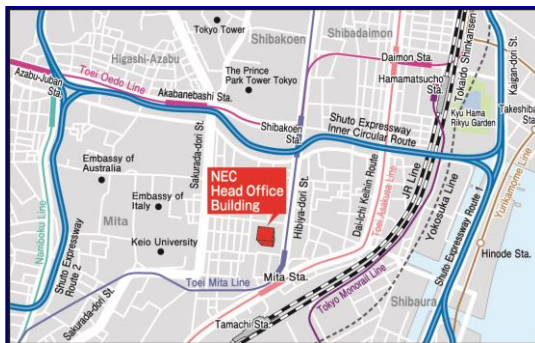 Tokyo Tower
Shibakoen
Shibadaimon
Higashi-Azabu
Daimon Sta.
Hamamatsucho
Sta.
Tokaido Shinkansen
Kaigan-dori St.
Azabu-Juban
Sta.
Toei Oedo Line
The Prince
Park Tower Tokyo
Akabanebashi Sta.
Kyu Hama
Rikyu Garden
Takeshiba
Sta.
Shibakoen
Sta.
Shuto Expressway
Inner Circular Route
Sakurada-dori St.
Embassy of
Australia
NEC
Head Office
Building
Embassy of
Italy
Mita
Keio University
Hibiya-dori St.
Dai-Ichi Keihin Route
Toei Asakusa Line
JR Line
Yokosuka Line
Shuto Expressway Route 1
Yurikamome Line
Hinode Sta.
Namboku Line
Shuto Expressway
Route 2
Toei Mita Line
Mita Sta.
Tokyo Monorail Line
Shibaura
Sakurada-dori St.
Tamachi Sta.